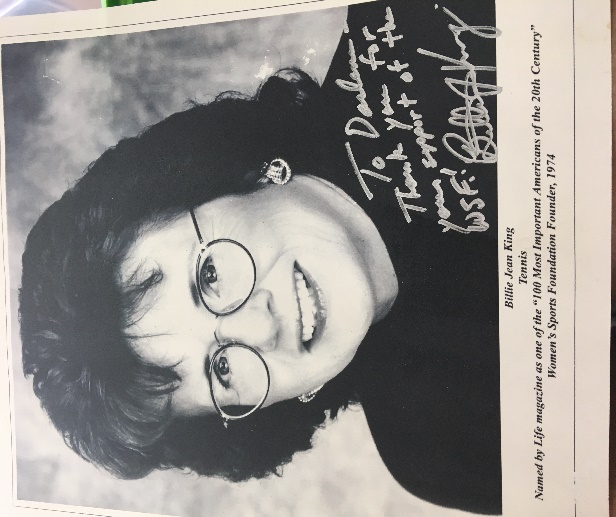 To Darlene!
Thank you for
your support of the
WSF! Billie Jean King
Billie Jean King
Tennis
Named by Life magazine as one of the "100 Most Important Americans of the 20th Century"
Women's Sports Foundation Founder, 1974